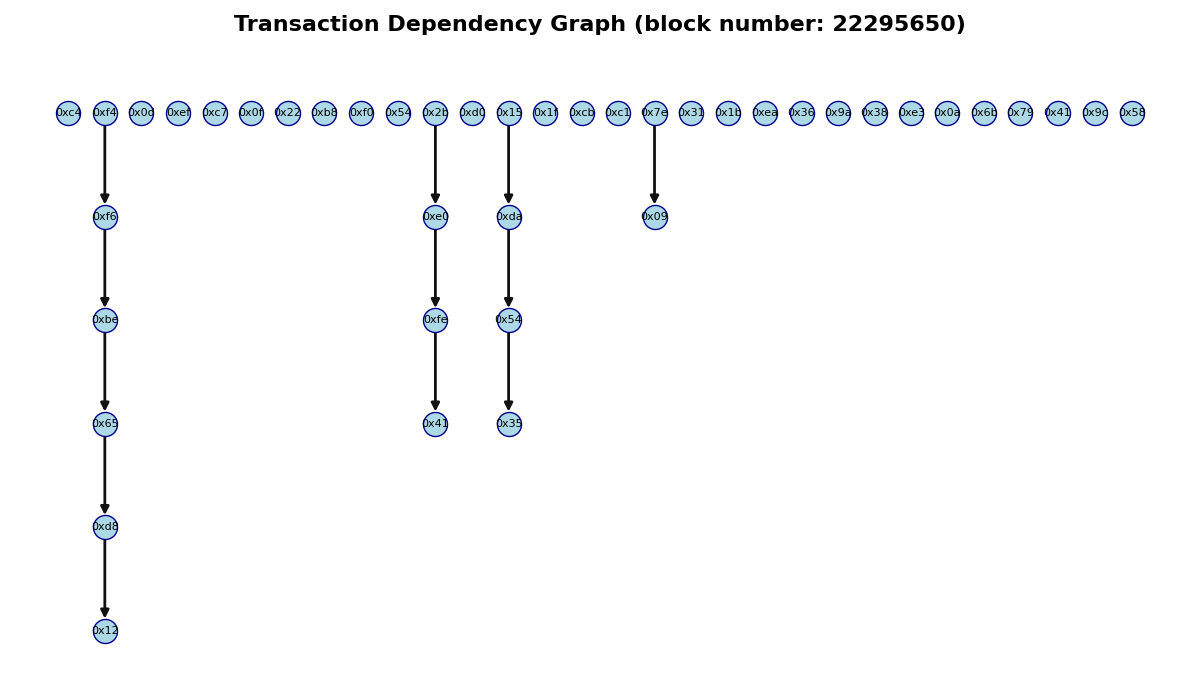 Transaction Dependency Graph (block number: 22295650)
0xc4 0xf4 0x0d 0xef 0xc7 0x0f 0x22 0xb8 0xf0 0x54 0x2b 0xd0 0x15 0x1f 0xcb 0xc1 0x7e 0x31 0x1b 0xea 0x36 0x9a 0x38 0xe3 0x0a 0x6b 0x79 0x41 0x9c 0x58
0xf6 0xe0 0xda 0x09
0xbe 0xfe 0x54
0x65 0x41 0x35
0xd8
0x12